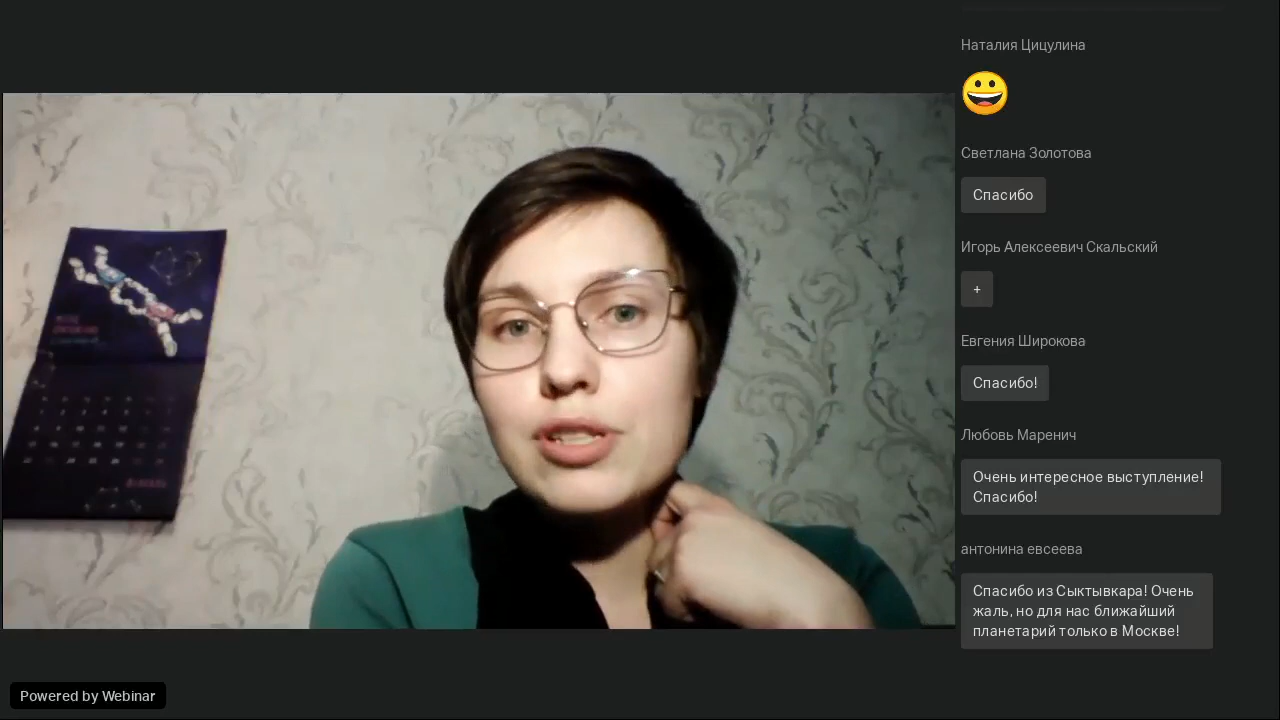 Наталия Цицулина
Светлана Золотова
Спасибо
Игорь Алексеевич Скальский
+
Евгения Широкова
Спасибо!
Любовь Маренич
Очень интересное выступление!
Спасибо!
антонина евсеева
Спасибо из Сыктывкара! Очень
жаль, но для нас ближайший
планетарий только в Москве!
Powered by Webinar